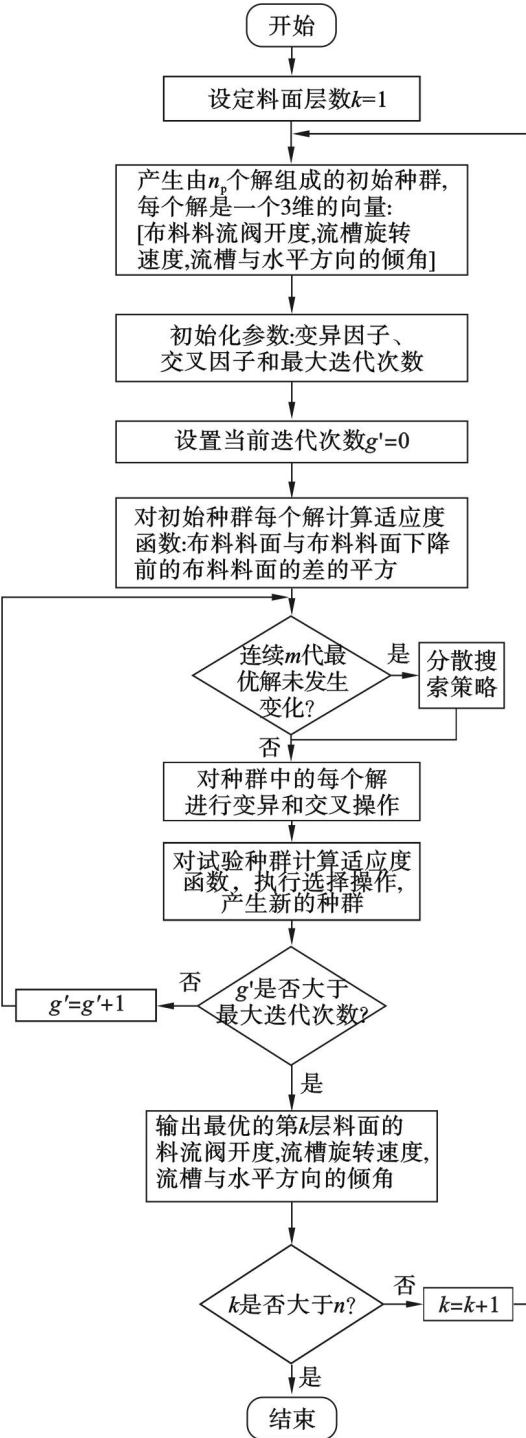 开始
设定料面层数k=1
产生由nₚ个解组成的初始种群,
每个解是一个3维的向量:
[布料料流阀开度,流槽旋转
速度,流槽与水平方向的倾角]
初始化参数:变异因子、
交叉因子和最大迭代次数
设置当前迭代次数g'=0
对初始种群每个解计算适应度
函数:布料料面与布料料面下降
前的布料料面的差的平方
连续m代最
优解未发生
变化?
是
分散搜
索策略
否
对种群中的每个解
进行变异和交叉操作
对试验种群计算适应度
函数，执行选择操作,
产生新的种群
g'是否大于
最大迭代次数?
否
g'=g'+1
是
输出最优的第k层料面的
料流阀开度,流槽旋转速度,
流槽与水平方向的倾角
k是否大于n?
否
k=k+1
是
结束